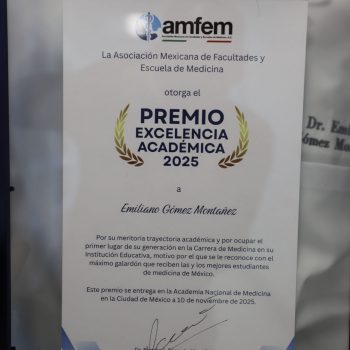 amfem
La Asociación Mexicana de Facultades y
Escuela de Medicina
otorga el
PREMIO
EXCELENCIA
ACADÉMICA
2025
a
Emiliano Gómez Montañez
Por su meritoria trayectoria académica y por ocupar el
primer lugar de su generación en la Carrera de Medicina en su
Institución Educativa, motivo por el que se le reconoce con el
máximo galardón que reciben las y los mejores estudiantes
de medicina de México.
Este premio se entrega en la Academia Nacional de Medicina
en la Ciudad de México a 10 de noviembre de 2025.
Dr. Emi
Gómez Mo